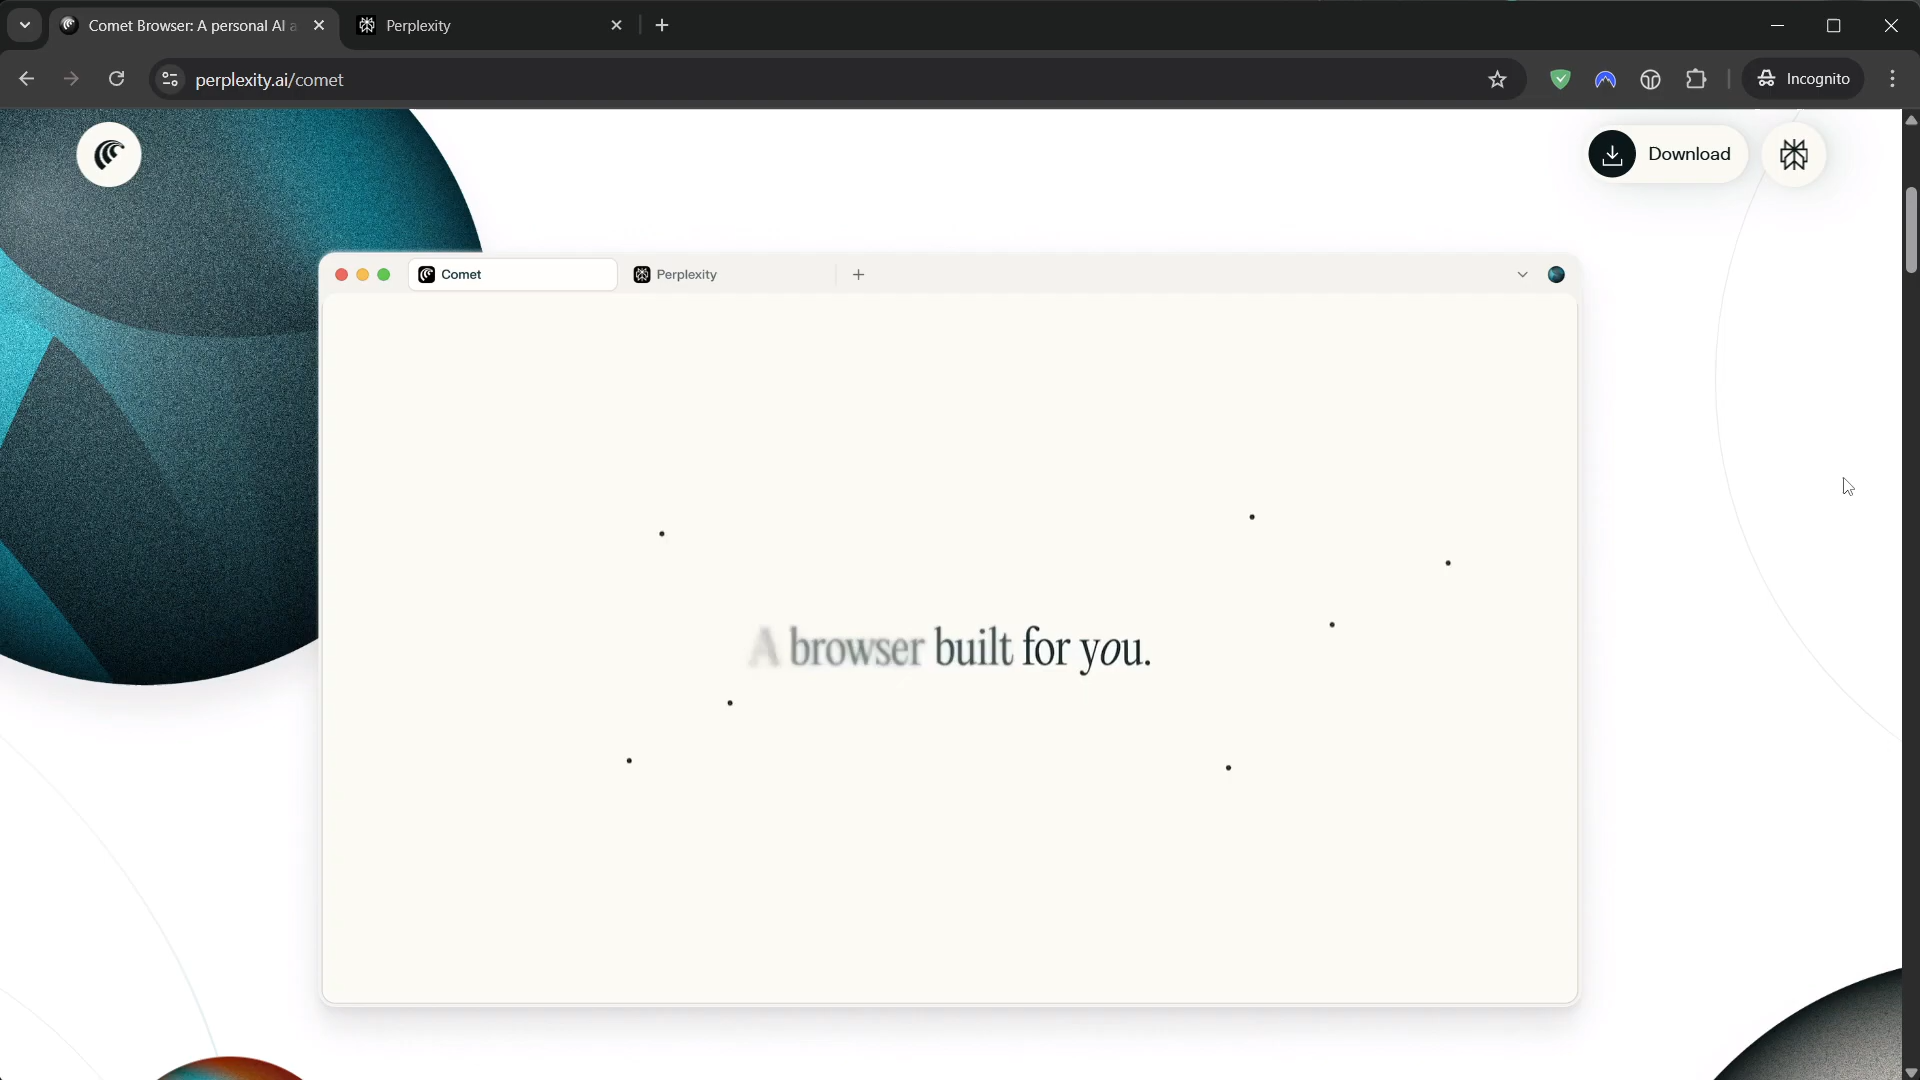 Comet Browser: A personal AI a
Perplexity
perplexity.ai/comet
Incognito
Download
Comet
Perplexity
A browser built for you.